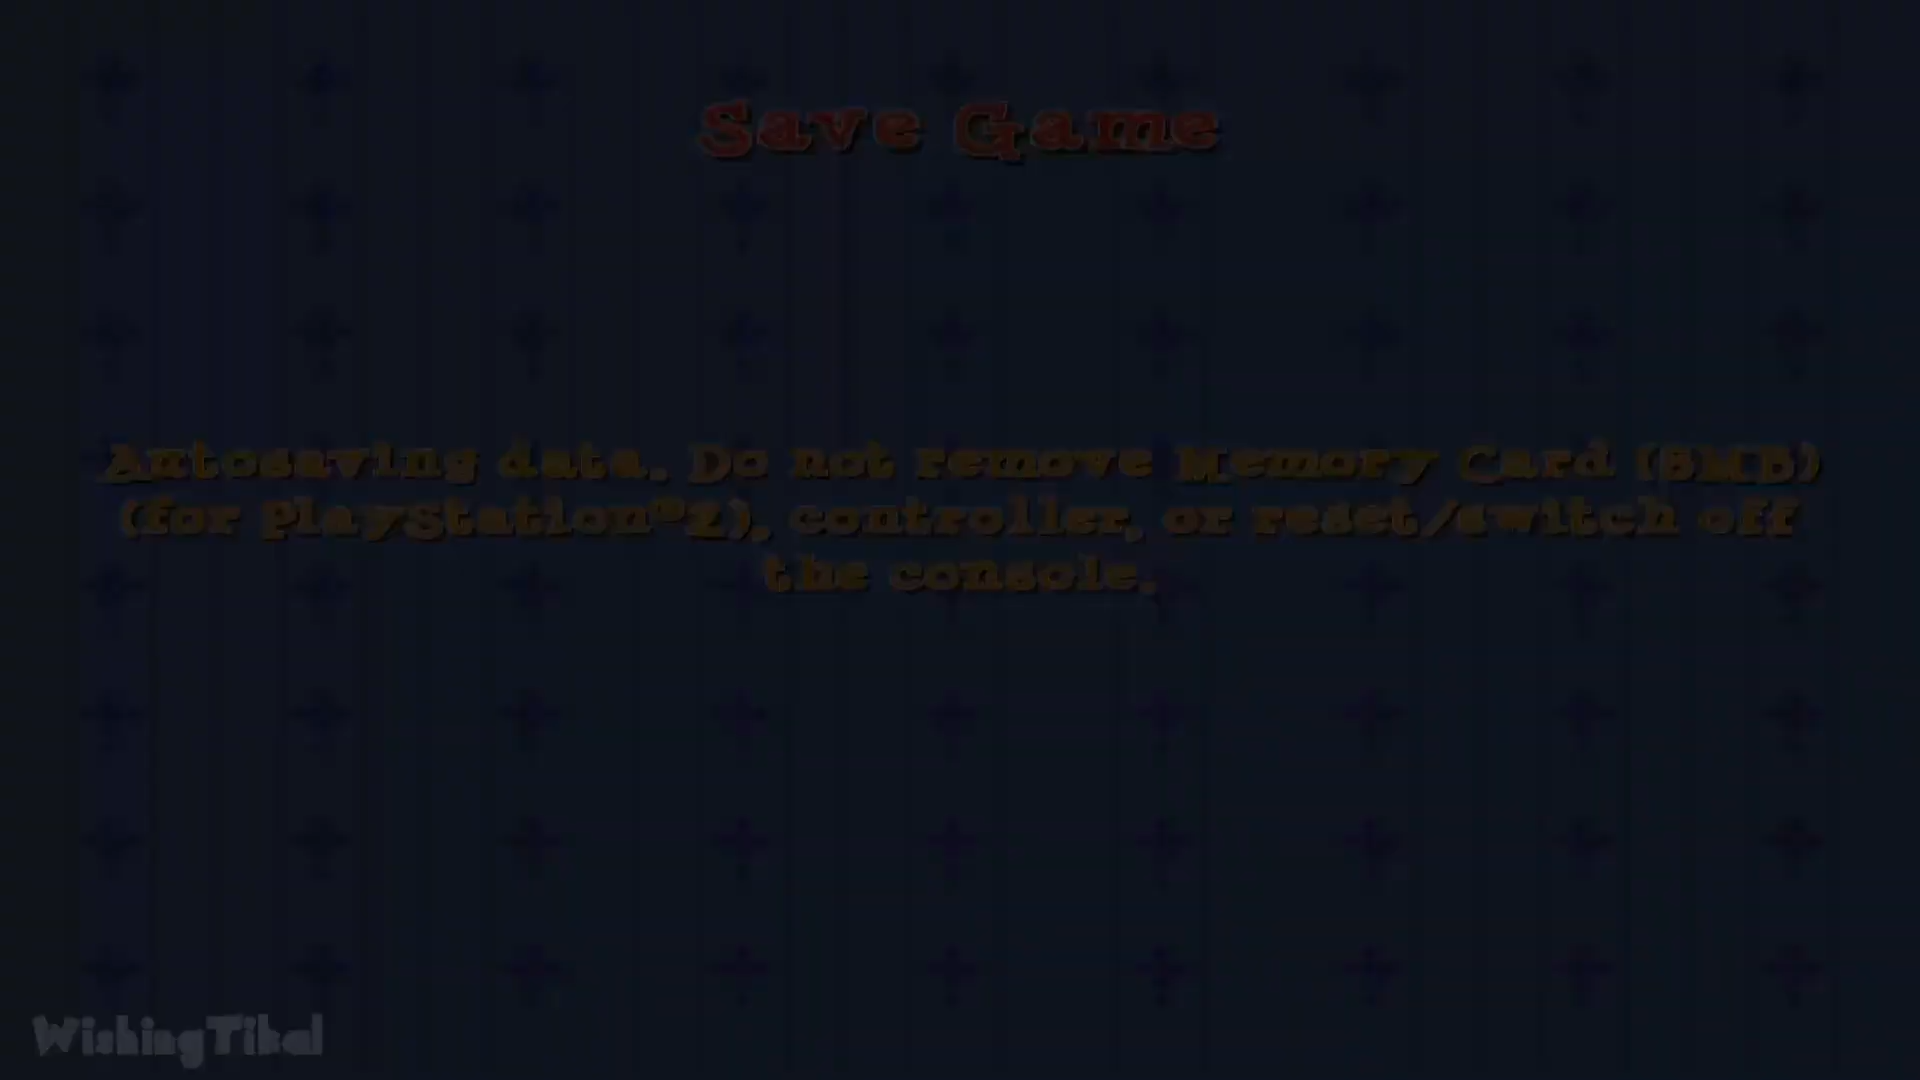 Save Game
Autosaving data. Do not remove Memory Card (8MB)
(for PlayStation®2), controller, or reset/switch off
the console.
WishingTikal